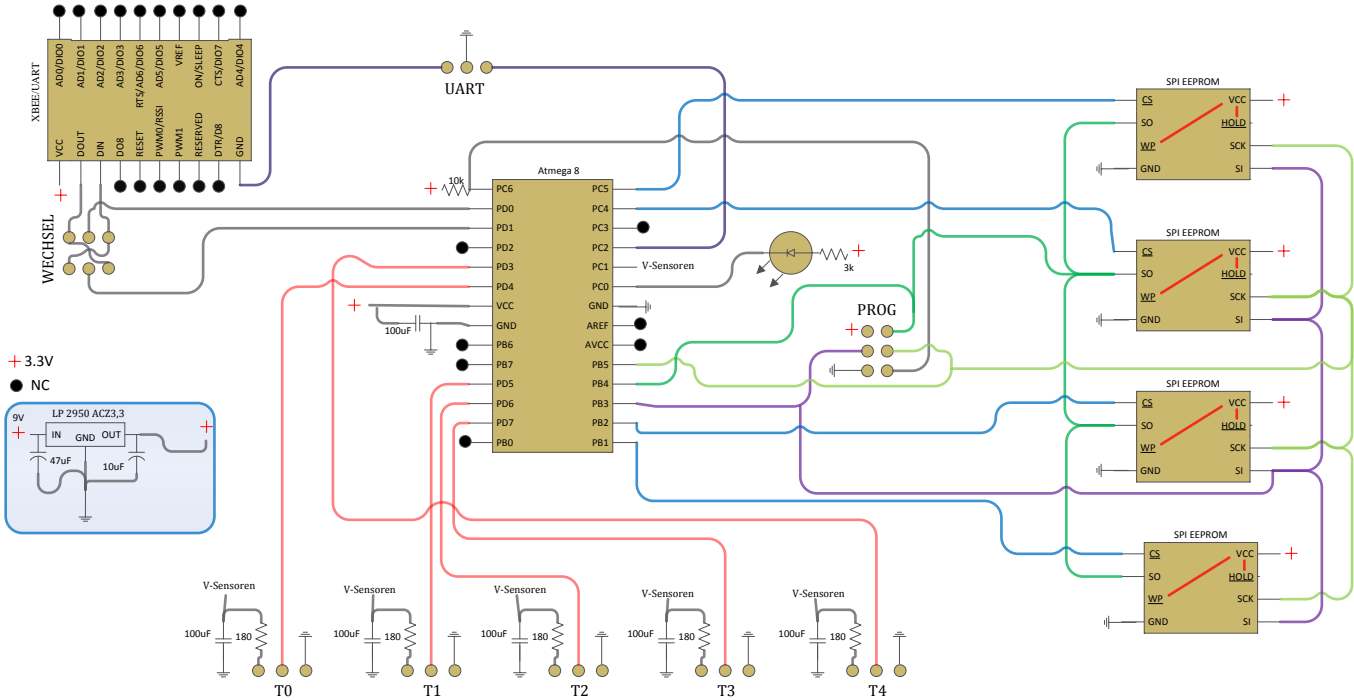 AD0/DIO0
AD1/DIO1
AD2/DIO2
AD3/DIO3
RTS/AD6/DIO6
AD5/DIO5
VREF
ON/SLEEP
CTS/DIO7
AD4/DIO4
XBEE/UART
VCC
DOUT
DIN
DO8
RESET
PWM0/RSSI
PWM1
RESERVED
DTR/D8
GND
UART
WECHSEL
Atmega 8
10k
PC6
PD0
PD1
PD2
PD3
PD4
VCC
GND
PB6
PB7
PD5
PD6
PD7
PB0
PC5
PC4
PC3
PC2
PC1
PC0
GND
AREF
AVCC
PB5
PB4
PB3
PB2
PB1
V-Sensoren
3k
100uF
PROG
SPI EEPROM
CS
SO
WP
GND
VCC
HOLD
SCK
SI
SPI EEPROM
CS
SO
WP
GND
VCC
HOLD
SCK
SI
SPI EEPROM
CS
SO
WP
GND
VCC
HOLD
SCK
SI
SPI EEPROM
CS
SO
WP
GND
VCC
HOLD
SCK
SI
3.3V
NC
LP 2950 ACZ3,3
9V
IN
GND
OUT
47uF
10uF
V-Sensoren
100uF
180
T0
V-Sensoren
100uF
180
T1
V-Sensoren
100uF
180
T2
V-Sensoren
100uF
180
T3
V-Sensoren
100uF
180
T4